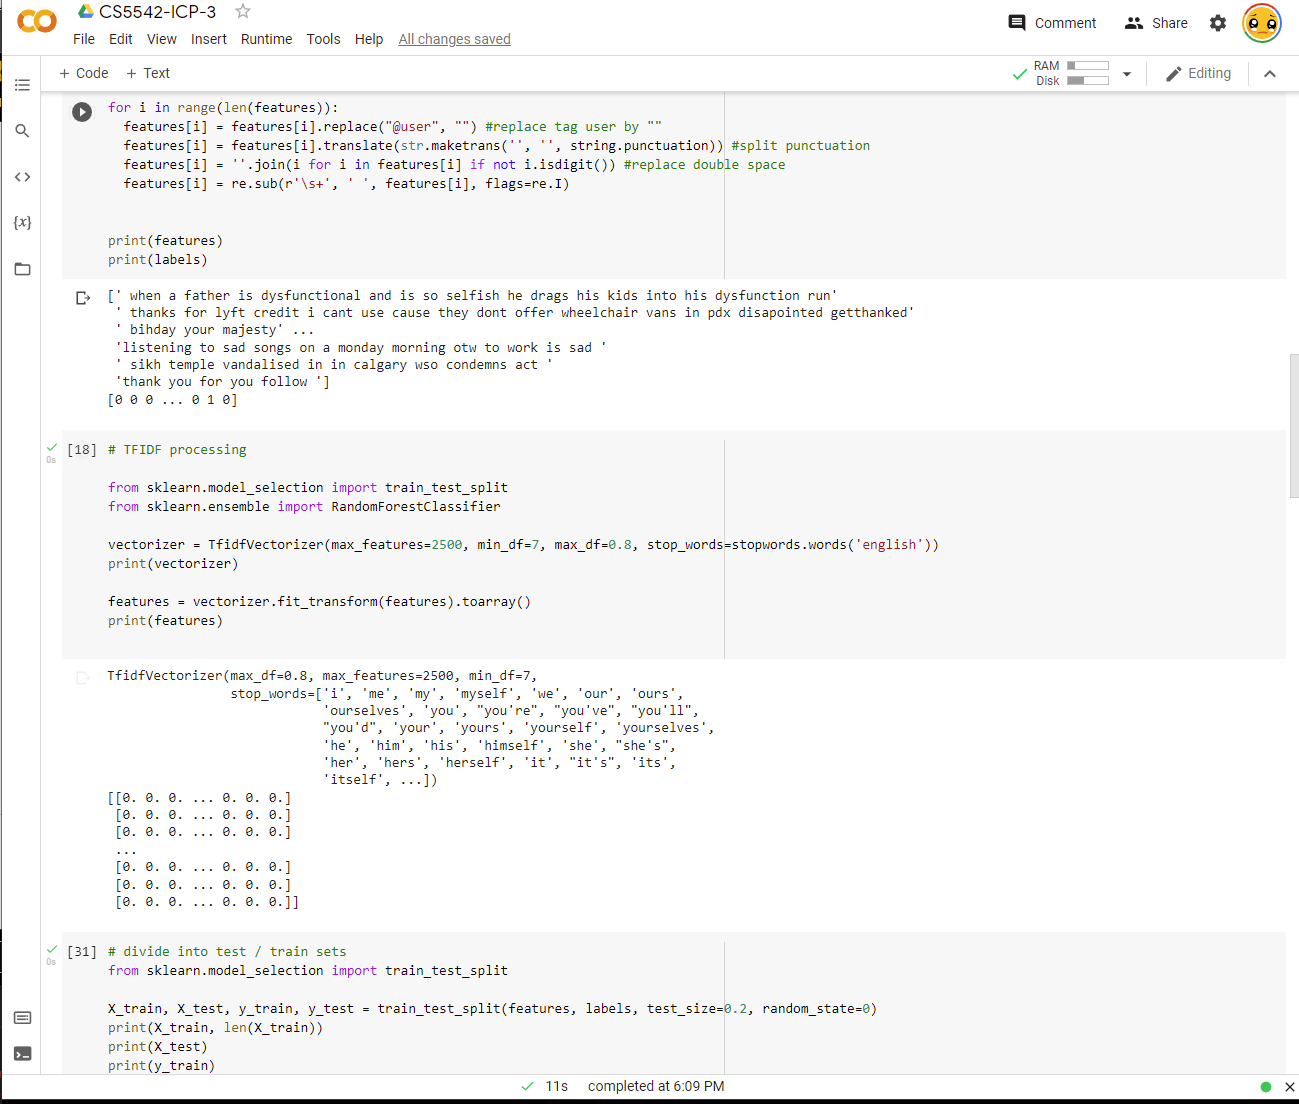 CS5542-ICP-3
File Edit View Insert Runtime Tools Help All changes saved
Comment Share
+ Code + Text
RAM
Disk
Editing
for i in range(len(features)):
  features[i] = features[i].replace("@user", "") #replace tag user by ""
  features[i] = features[i].translate(str.maketrans('', '', string.punctuation)) #split punctuation
  features[i] = ''.join(i for i in features[i] if not i.isdigit()) #replace double space
  features[i] = re.sub(r'\s+', ' ', features[i], flags=re.I)
print(features)
print(labels)
[' when a father is dysfunctional and is so selfish he drags his kids into his dysfunction run'
 ' thanks for lyft credit i cant use cause they dont offer wheelchair vans in pdx disapointed getthanked'
 ' bihday your majesty' ...
 'listening to sad songs on a monday morning otw to work is sad '
 ' sikh temple vandalised in in calgary wso condemns act '
 'thank you for you follow ']
[0 0 0 ... 0 1 0]
0s
[18] # TFIDF processing
from sklearn.model_selection import train_test_split
from sklearn.ensemble import RandomForestClassifier
vectorizer = TfidfVectorizer(max_features=2500, min_df=7, max_df=0.8, stop_words=stopwords.words('english'))
print(vectorizer)
features = vectorizer.fit_transform(features).toarray()
print(features)
TfidfVectorizer(max_df=0.8, max_features=2500, min_df=7,
                stop_words=['i', 'me', 'my', 'myself', 'we', 'our', 'ours',
                            'ourselves', 'you', "you're", "you've", "you'll",
                            "you'd", 'your', 'yours', 'yourself', 'yourselves',
                            'he', 'him', 'his', 'himself', 'she', "she's",
                            'her', 'hers', 'herself', 'it', "it's", 'its',
                            'itself', ...])
[[0. 0. 0. ... 0. 0. 0.]
 [0. 0. 0. ... 0. 0. 0.]
 [0. 0. 0. ... 0. 0. 0.]
 ...
 [0. 0. 0. ... 0. 0. 0.]
 [0. 0. 0. ... 0. 0. 0.]
 [0. 0. 0. ... 0. 0. 0.]]
0s
[31] # divide into test / train sets
from sklearn.model_selection import train_test_split
X_train, X_test, y_train, y_test = train_test_split(features, labels, test_size=0.2, random_state=0)
print(X_train, len(X_train))
print(X_test)
print(y_train)
11s completed at 6:09 PM